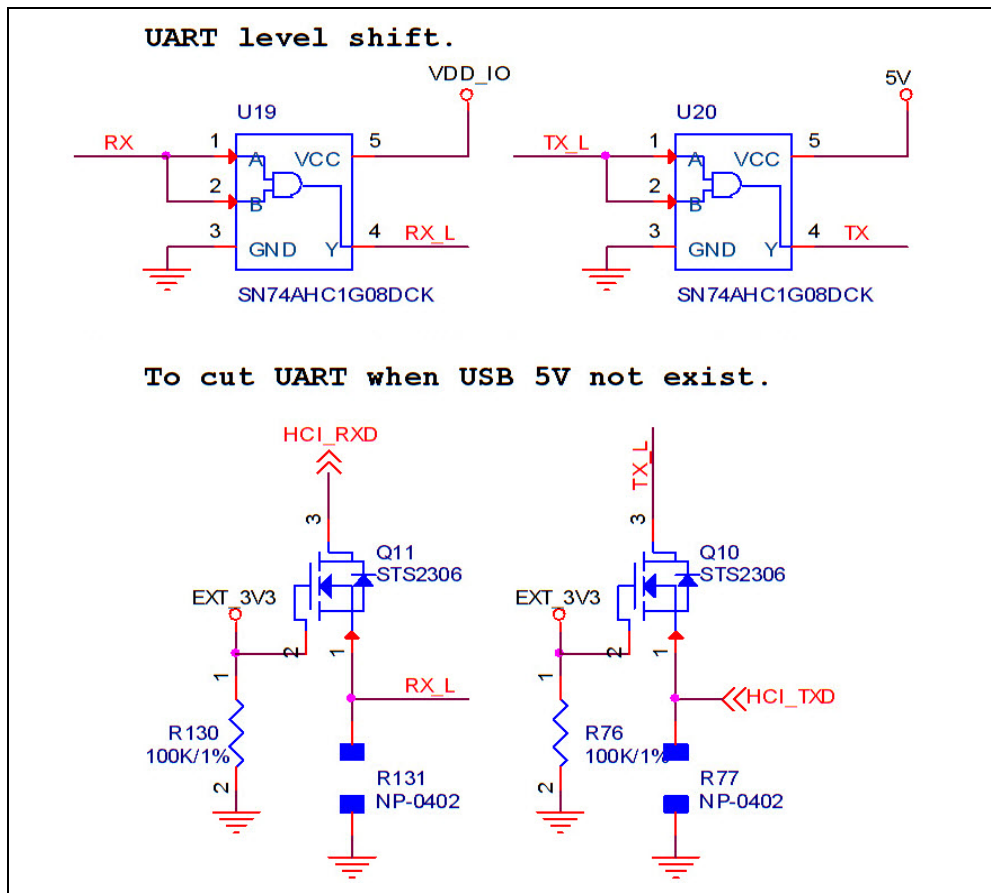 UART level shift.
VDD_IO
5V
U19
U20
RX
1
A
VCC
5
2
B
3
GND
Y
4
RX_L
SN74AHC1G08DCK
TX_L
1
A
VCC
5
2
B
3
GND
Y
4
TX
SN74AHC1G08DCK
To cut UART when USB 5V not exist.
HCI_RXD
3
Q11
STS2306
EXT_3V3
2
1
RX_L
1
R130
100K/1%
2
R131
NP-0402
TX_L
3
Q10
STS2306
EXT_3V3
2
1
HCI_TXD
1
R76
100K/1%
2
R77
NP-0402